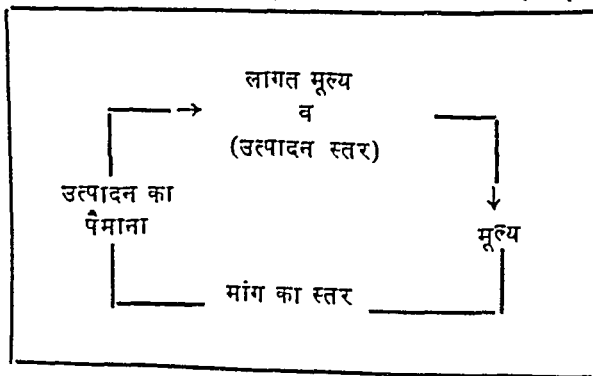 लागत मूल्य
व
(उत्पादन स्तर)
उत्पादन का
पैमाना
मूल्य
मांग का स्तर